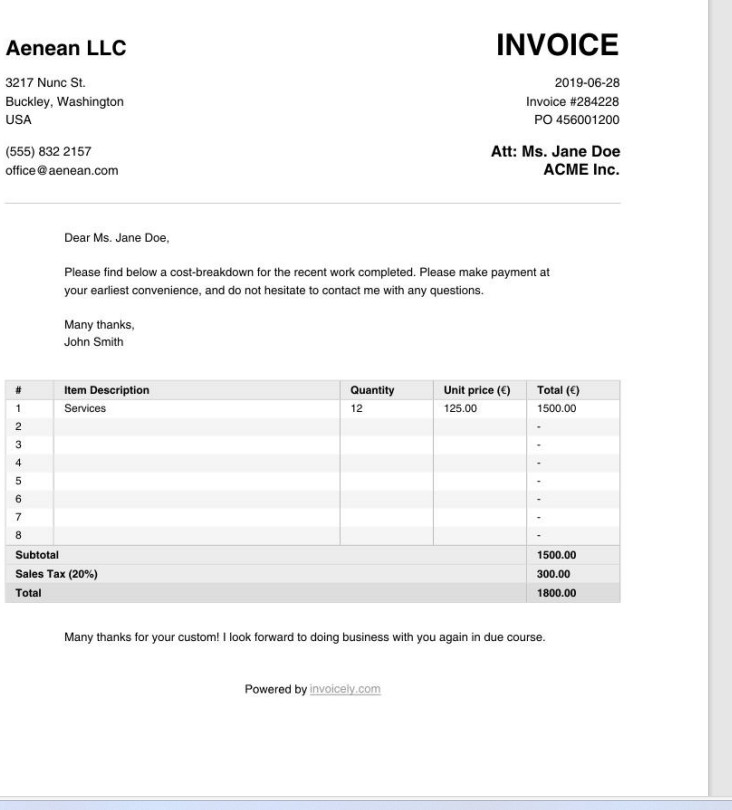 Aenean LLC
INVOICE
3217 Nunc St.
Buckley, Washington
USA
2019-06-28
Invoice #284228
PO 456001200
(555) 832 2157
office@aenean.com
Att: Ms. Jane Doe
ACME Inc.
Dear Ms. Jane Doe,
Please find below a cost-breakdown for the recent work completed. Please make payment at
your earliest convenience, and do not hesitate to contact me with any questions.
Many thanks,
John Smith
# Item Description Quantity Unit price (€) Total (€)
1 Services 12 125.00 1500.00
2 -
3 -
4 -
5 -
6 -
7 -
8 -
Subtotal 1500.00
Sales Tax (20%) 300.00
Total 1800.00
Many thanks for your custom! I look forward to doing business with you again in due course.
Powered by invoicely.com